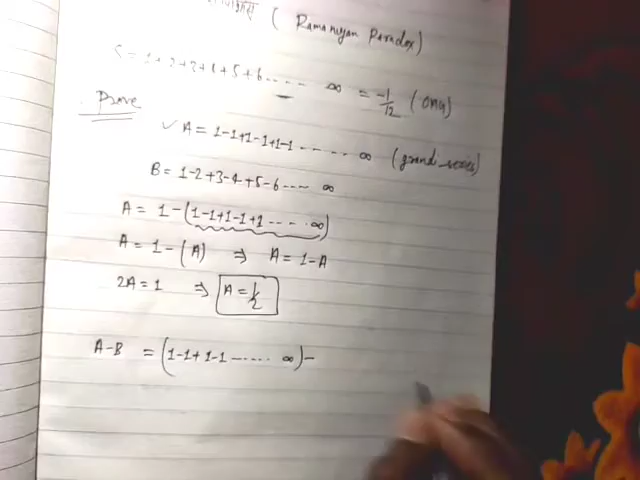 ( Ramanujan Paradox)
S = 1+2+3+4+5+6...... ∞ = -1/12 (ans)
Prove
✓ A = 1-1+1-1+1-1........ ∞ (grand series)
B = 1-2+3-4+5-6.... ∞
A = 1-(1-1+1-1+1.... ∞)
A = 1-(A) ⇒ A = 1-A
2A = 1 ⇒ A = 1/2
A-B = (1-1+1-1...... ∞)-